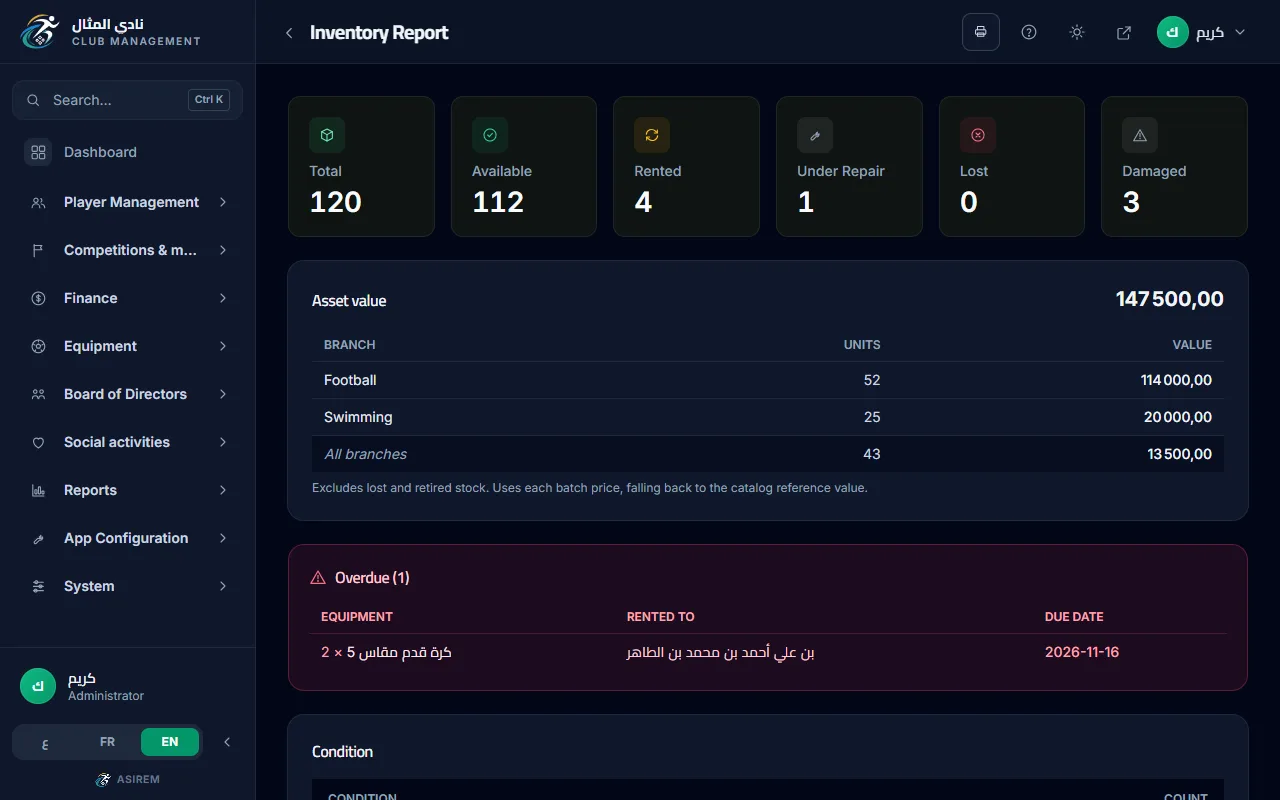 نادي المثال
CLUB MANAGEMENT
Inventory Report
ك
كريم
Search...
Ctrl K
Dashboard
Player Management
Competitions & m...
Finance
Equipment
Board of Directors
Social activities
Reports
App Configuration
System
ك
كريم
Administrator
ع
FR
EN
ASIREM
Total
120
Available
112
Rented
4
Under Repair
1
Lost
0
Damaged
3
Asset value
147 500,00
BRANCH UNITS VALUE
Football 52 114 000,00
Swimming 25 20 000,00
All branches 43 13 500,00
Excludes lost and retired stock. Uses each batch price, falling back to the catalog reference value.
Overdue (1)
EQUIPMENT RENTED TO DUE DATE
كرة قدم مقاس 5 × 2 بن علي أحمد بن محمد بن الطاهر 2026-11-16
Condition
CONDITION COUNT